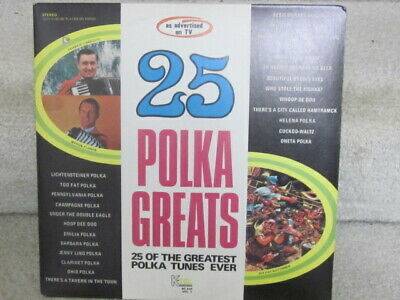 STEREO
as advertised
on TV
25
POLKA
GREATS
25 OF THE GREATEST
POLKA TUNES EVER
LICHTENSTEINER POLKA
TOO FAT POLKA
PENNSYLVANIA POLKA
CHAMPAGNE POLKA
UNDER THE DOUBLE EAGLE
HOOP DEE DOO
EMILIA POLKA
BARBARA POLKA
JENNY LIND POLKA
CLARINET POLKA
OHIO POLKA
THERE'S A TAVERN IN THE TOWN
BEAUTIFUL BROWN EYES
WHO STOLE THE KISHKA?
WHOOP DE DOO
THERE'S A CITY CALLED HAMTRAMCK
HELENA POLKA
CUCKOO-WALTZ
ONETA POLKA